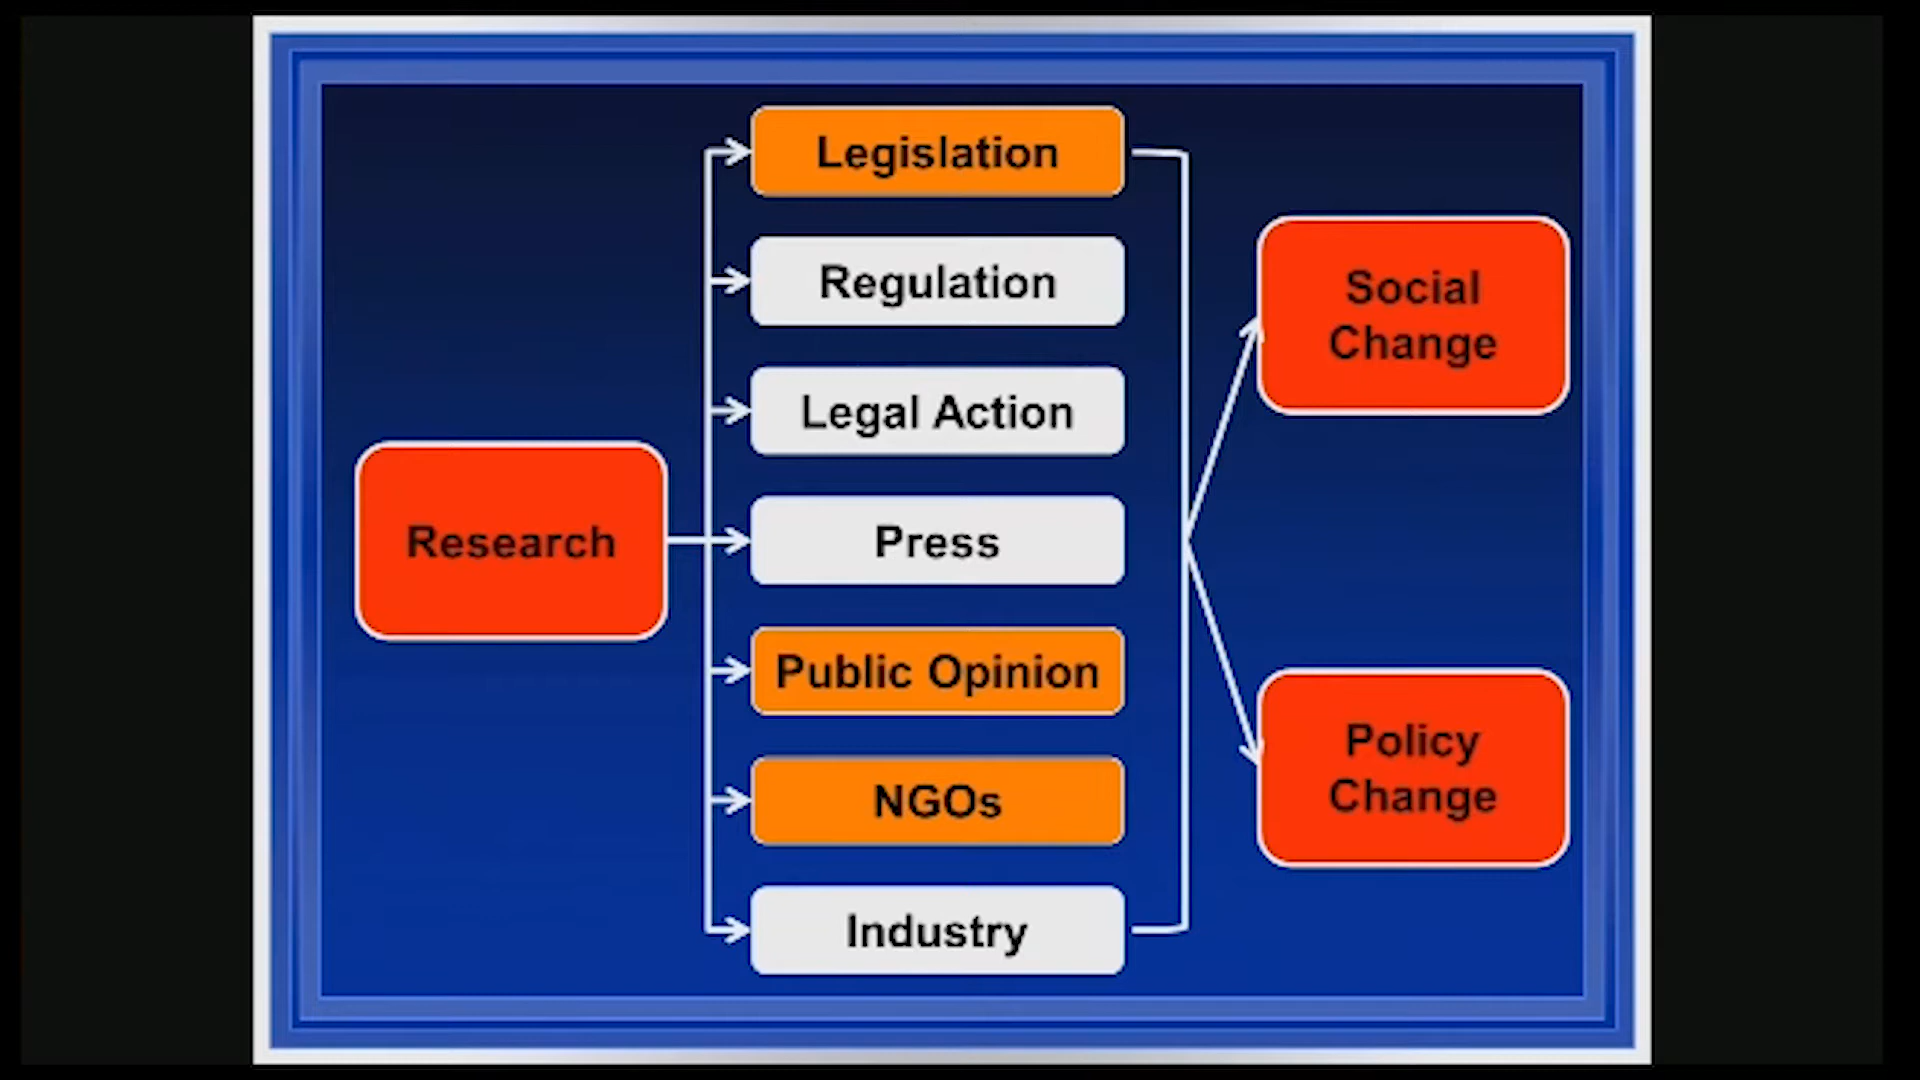 Legislation
Regulation
Legal Action
Research
Press
Public Opinion
NGOs
Industry
Social
Change
Policy
Change